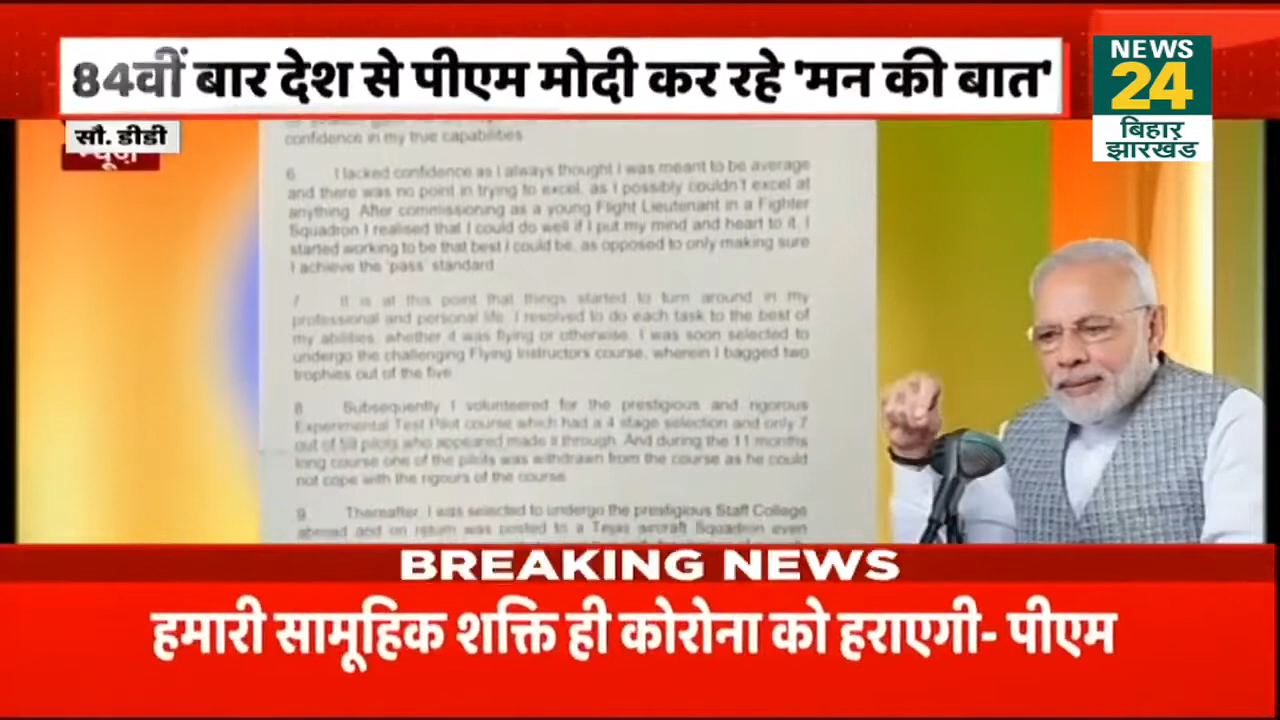 84वीं बार देश से पीएम मोदी कर रहे 'मन की बात'
NEWS
24
बिहार
झारखंड
सौ. डीडी
न्यूज़
confidence in my true capabilities
6 I lacked confidence as I always thought I was meant to be average
and there was no point in trying to excel, as I possibly couldn't excel at
anything. After commissioning as a young Flight Lieutenant in a Fighter
Squadron I realised that I could do well if I put my mind and heart to it. I
started working to be that best I could be, as opposed to only making sure
I achieve the 'pass' standard
7 It is at this point that things started to turn around in my
professional and personal life. I resolved to do each task to the best of
my abilities, whether it was flying or otherwise. I was soon selected to
undergo the challenging Flying Instructors course, wherein I bagged two
trophies out of the five
8 Subsequently I volunteered for the prestigious and rigorous
Experimental Test Pilot course which had a 4 stage selection and only 7
out of 59 pilots who appeared made it through. And during the 11 months
long course one of the pilots was withdrawn from the course as he could
not cope with the rigours of the course
9 Thereafter, I was selected to undergo the prestigious Staff College
abroad and on return was posted to a Tejas aircraft Squadron even
BREAKING NEWS
हमारी सामूहिक शक्ति ही कोरोना को हराएगी- पीएम